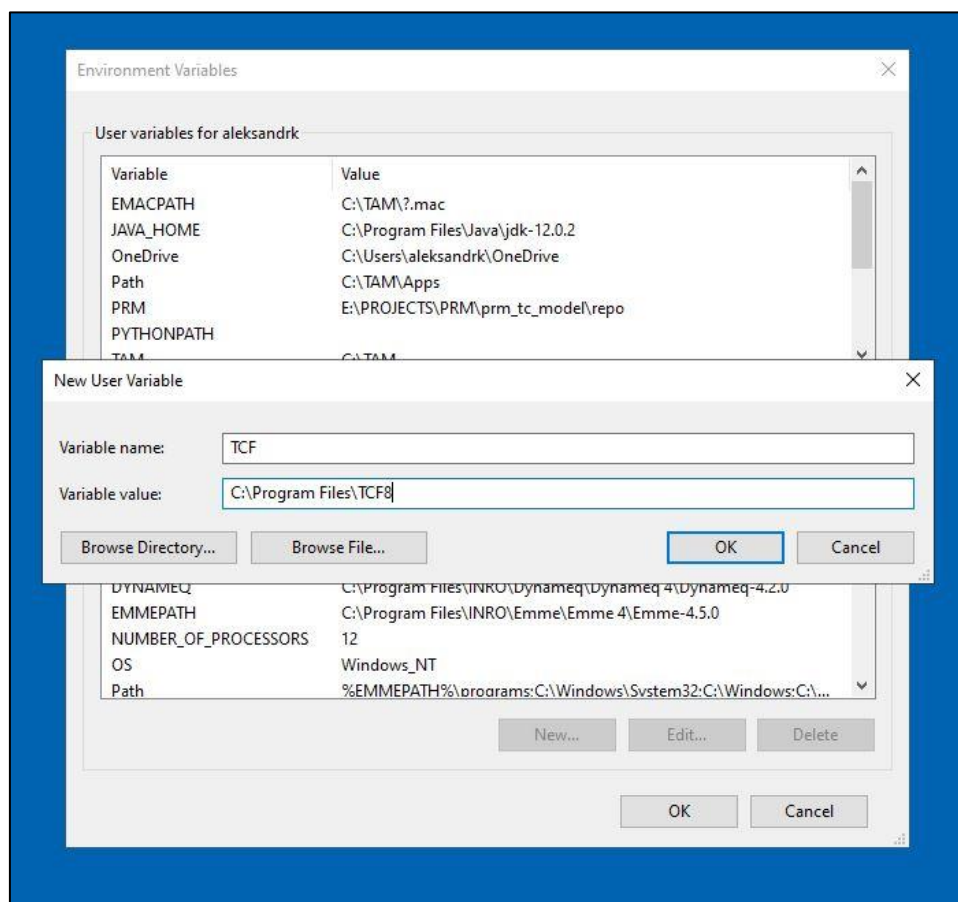 Environment Variables
User variables for aleksandrk
Variable Value
EMACPATH C:\TAM\?.mac
JAVA_HOME C:\Program Files\Java\jdk-12.0.2
OneDrive C:\Users\aleksandrk\OneDrive
Path C:\TAM\Apps
PRM E:\PROJECTS\PRM\prm_tc_model\repo
PYTHONPATH
TAM C:\TAM
New User Variable
Variable name: TCF
Variable value: C:\Program Files\TCF8
Browse Directory... Browse File... OK Cancel
DYNAMEQ C:\Program Files\INRO\Dynameq\Dynameq 4\Dynameq-4.2.0
EMMEPATH C:\Program Files\INRO\Emme\Emme 4\Emme-4.5.0
NUMBER_OF_PROCESSORS 12
OS Windows_NT
Path %EMMEPATH%\programs;C:\Windows\System32;C:\Windows;C:\...
New... Edit... Delete
OK Cancel